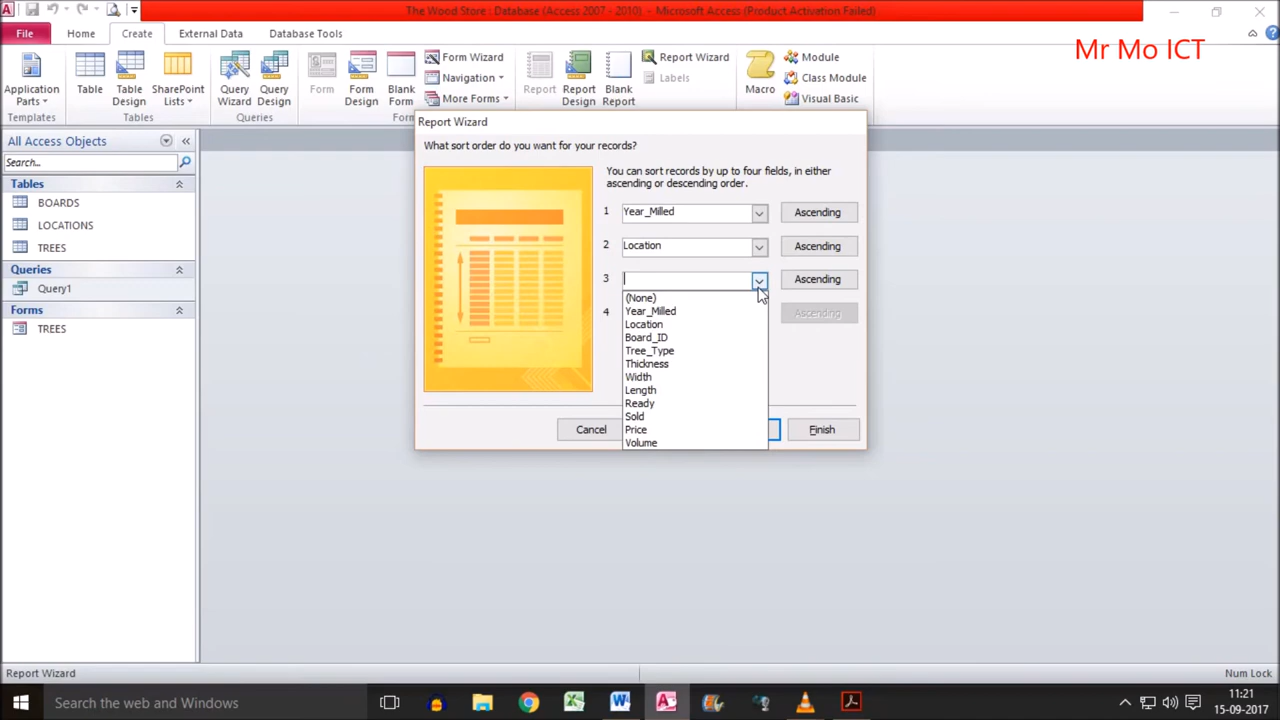 The Wood Store : Database (Access 2007 - 2010) - Microsoft Access (Product Activation Failed)
File Home Create External Data Database Tools
Mr Mo ICT
Application Parts
Templates
Table
Table Design
SharePoint Lists
Tables
Query Wizard
Query Design
Queries
Form
Form Design
Blank Form
Form Wizard
Navigation
More Forms
Report
Report Design
Blank Report
Report Wizard
Labels
Macro
Module
Class Module
Visual Basic
All Access Objects
Search...
Tables
BOARDS
LOCATIONS
TREES
Queries
Query1
Forms
TREES
Report Wizard
What sort order do you want for your records?
You can sort records by up to four fields, in either
ascending or descending order.
1 Year_Milled Ascending
2 Location Ascending
3 Ascending
4 Ascending
(None)
Year_Milled
Location
Board_ID
Tree_Type
Thickness
Width
Length
Ready
Sold
Price
Volume
Cancel
Finish
Report Wizard
Num Lock
Search the web and Windows
11:21
15-09-2017